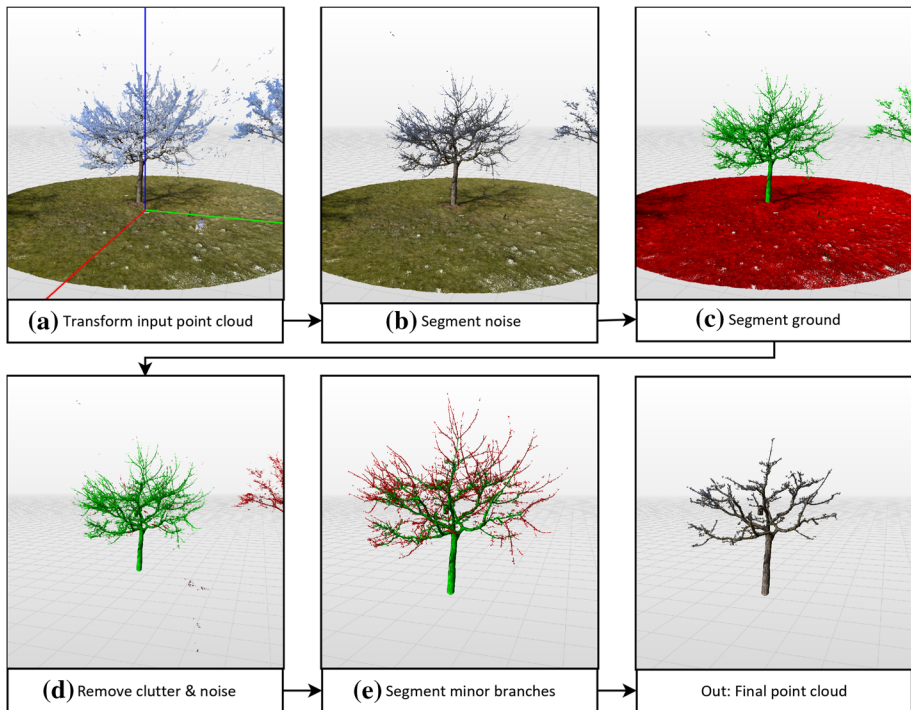 (a) Transform input point cloud
(b) Segment noise
(c) Segment ground
(d) Remove clutter & noise
(e) Segment minor branches
Out: Final point cloud